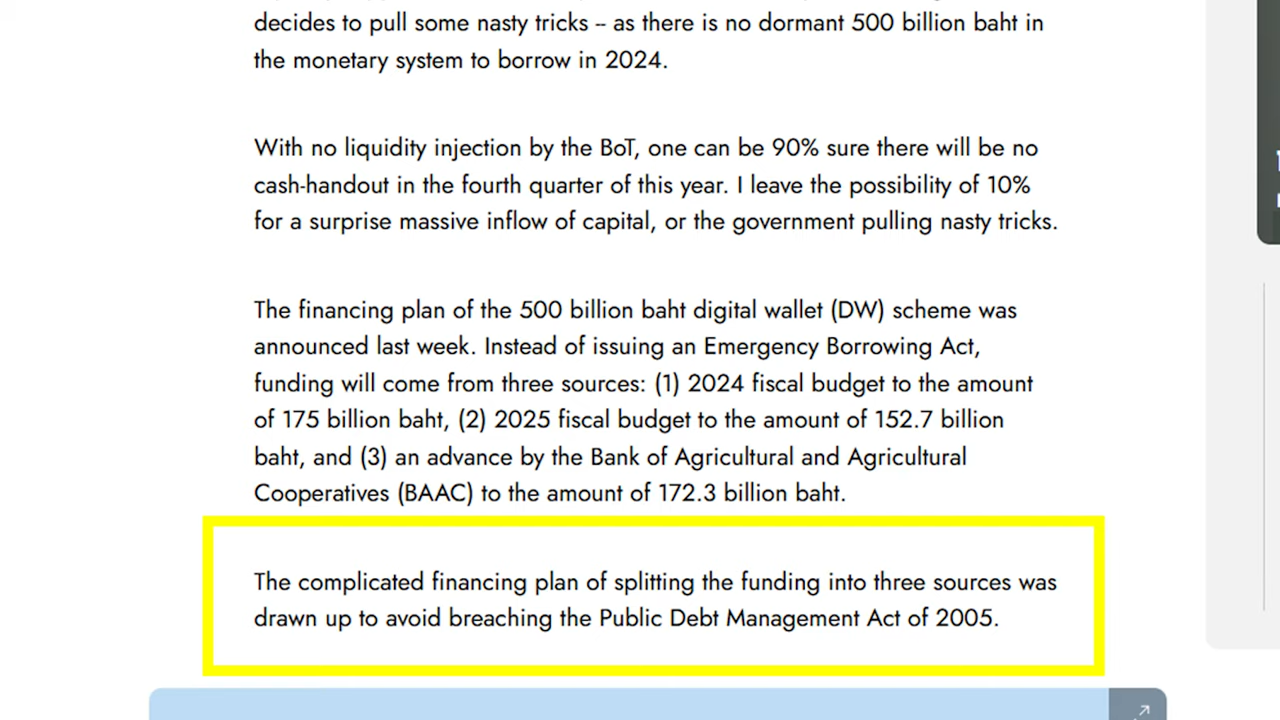 decides to pull some nasty tricks – as there is no dormant 500 billion baht in
the monetary system to borrow in 2024.
With no liquidity injection by the BoT, one can be 90% sure there will be no
cash-handout in the fourth quarter of this year. I leave the possibility of 10%
for a surprise massive inflow of capital, or the government pulling nasty tricks.
The financing plan of the 500 billion baht digital wallet (DW) scheme was
announced last week. Instead of issuing an Emergency Borrowing Act,
funding will come from three sources: (1) 2024 fiscal budget to the amount
of 175 billion baht, (2) 2025 fiscal budget to the amount of 152.7 billion
baht, and (3) an advance by the Bank of Agricultural and Agricultural
Cooperatives (BAAC) to the amount of 172.3 billion baht.
The complicated financing plan of splitting the funding into three sources was
drawn up to avoid breaching the Public Debt Management Act of 2005.